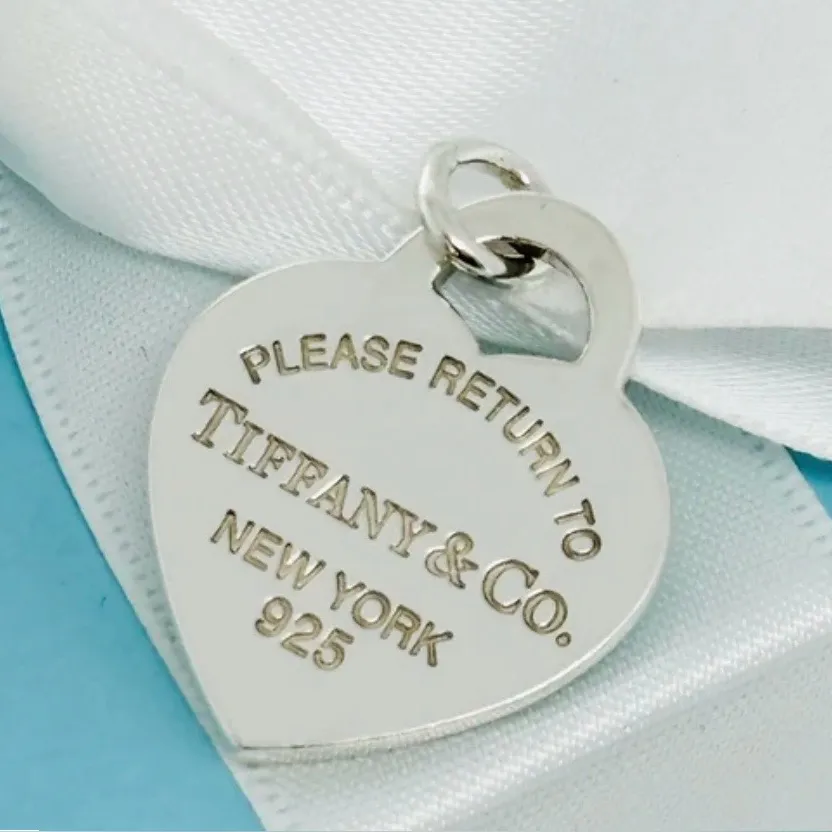 PLEASE RETURN TO
TIFFANY & CO.
NEW YORK
925